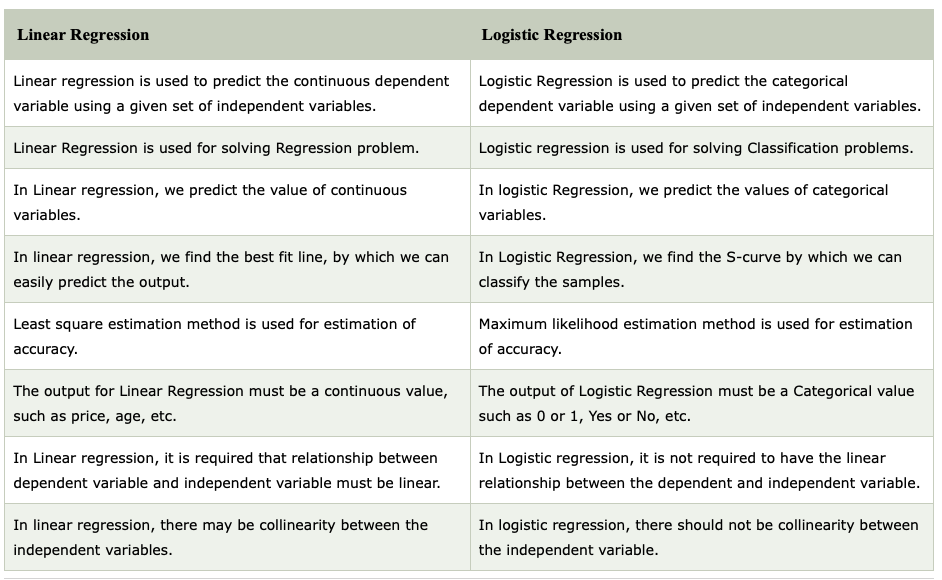 Linear Regression
Logistic Regression
Linear regression is used to predict the continuous dependent
variable using a given set of independent variables.
Logistic Regression is used to predict the categorical
dependent variable using a given set of independent variables.
Linear Regression is used for solving Regression problem.
Logistic regression is used for solving Classification problems.
In Linear regression, we predict the value of continuous
variables.
In logistic Regression, we predict the values of categorical
variables.
In linear regression, we find the best fit line, by which we can
easily predict the output.
In Logistic Regression, we find the S-curve by which we can
classify the samples.
Least square estimation method is used for estimation of
accuracy.
Maximum likelihood estimation method is used for estimation
of accuracy.
The output for Linear Regression must be a continuous value,
such as price, age, etc.
The output of Logistic Regression must be a Categorical value
such as 0 or 1, Yes or No, etc.
In Linear regression, it is required that relationship between
dependent variable and independent variable must be linear.
In Logistic regression, it is not required to have the linear
relationship between the dependent and independent variable.
In linear regression, there may be collinearity between the
independent variables.
In logistic regression, there should not be collinearity between
the independent variable.